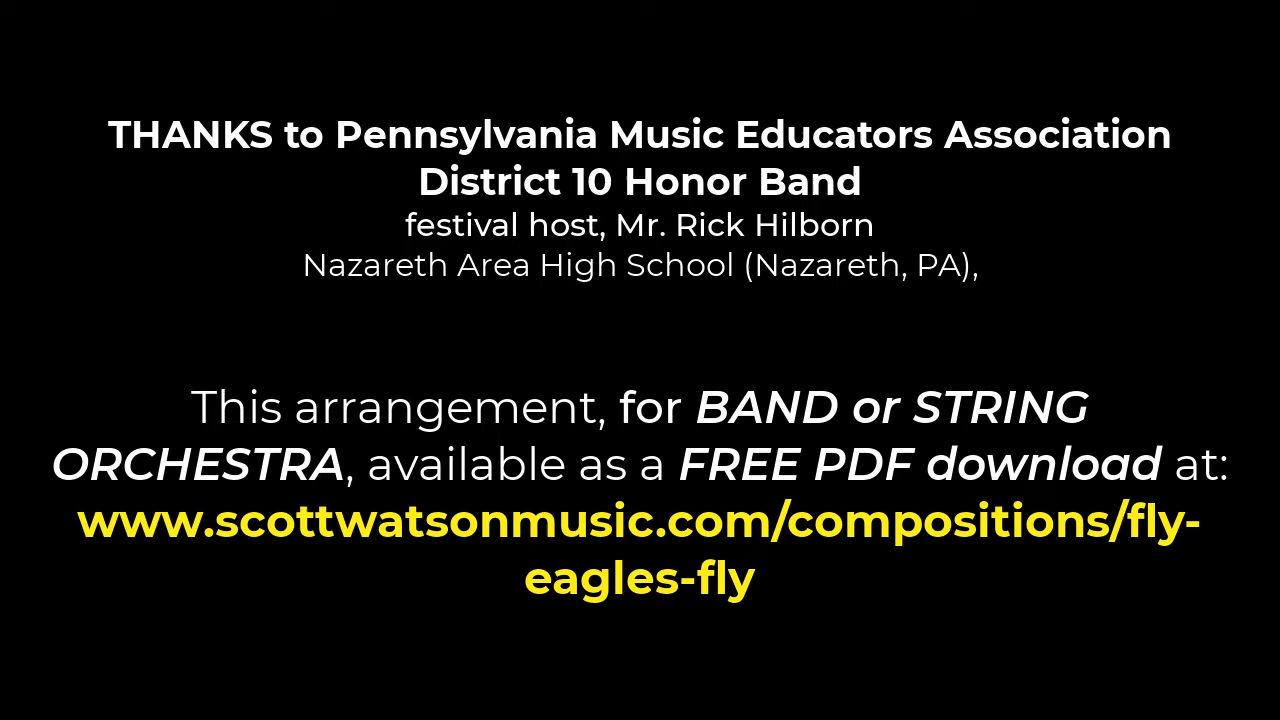 THANKS to Pennsylvania Music Educators Association
District 10 Honor Band
festival host, Mr. Rick Hilborn
Nazareth Area High School (Nazareth, PA),
This arrangement, for BAND or STRING
ORCHESTRA, available as a FREE PDF download at:
www.scottwatsonmusic.com/compositions/fly-
eagles-fly